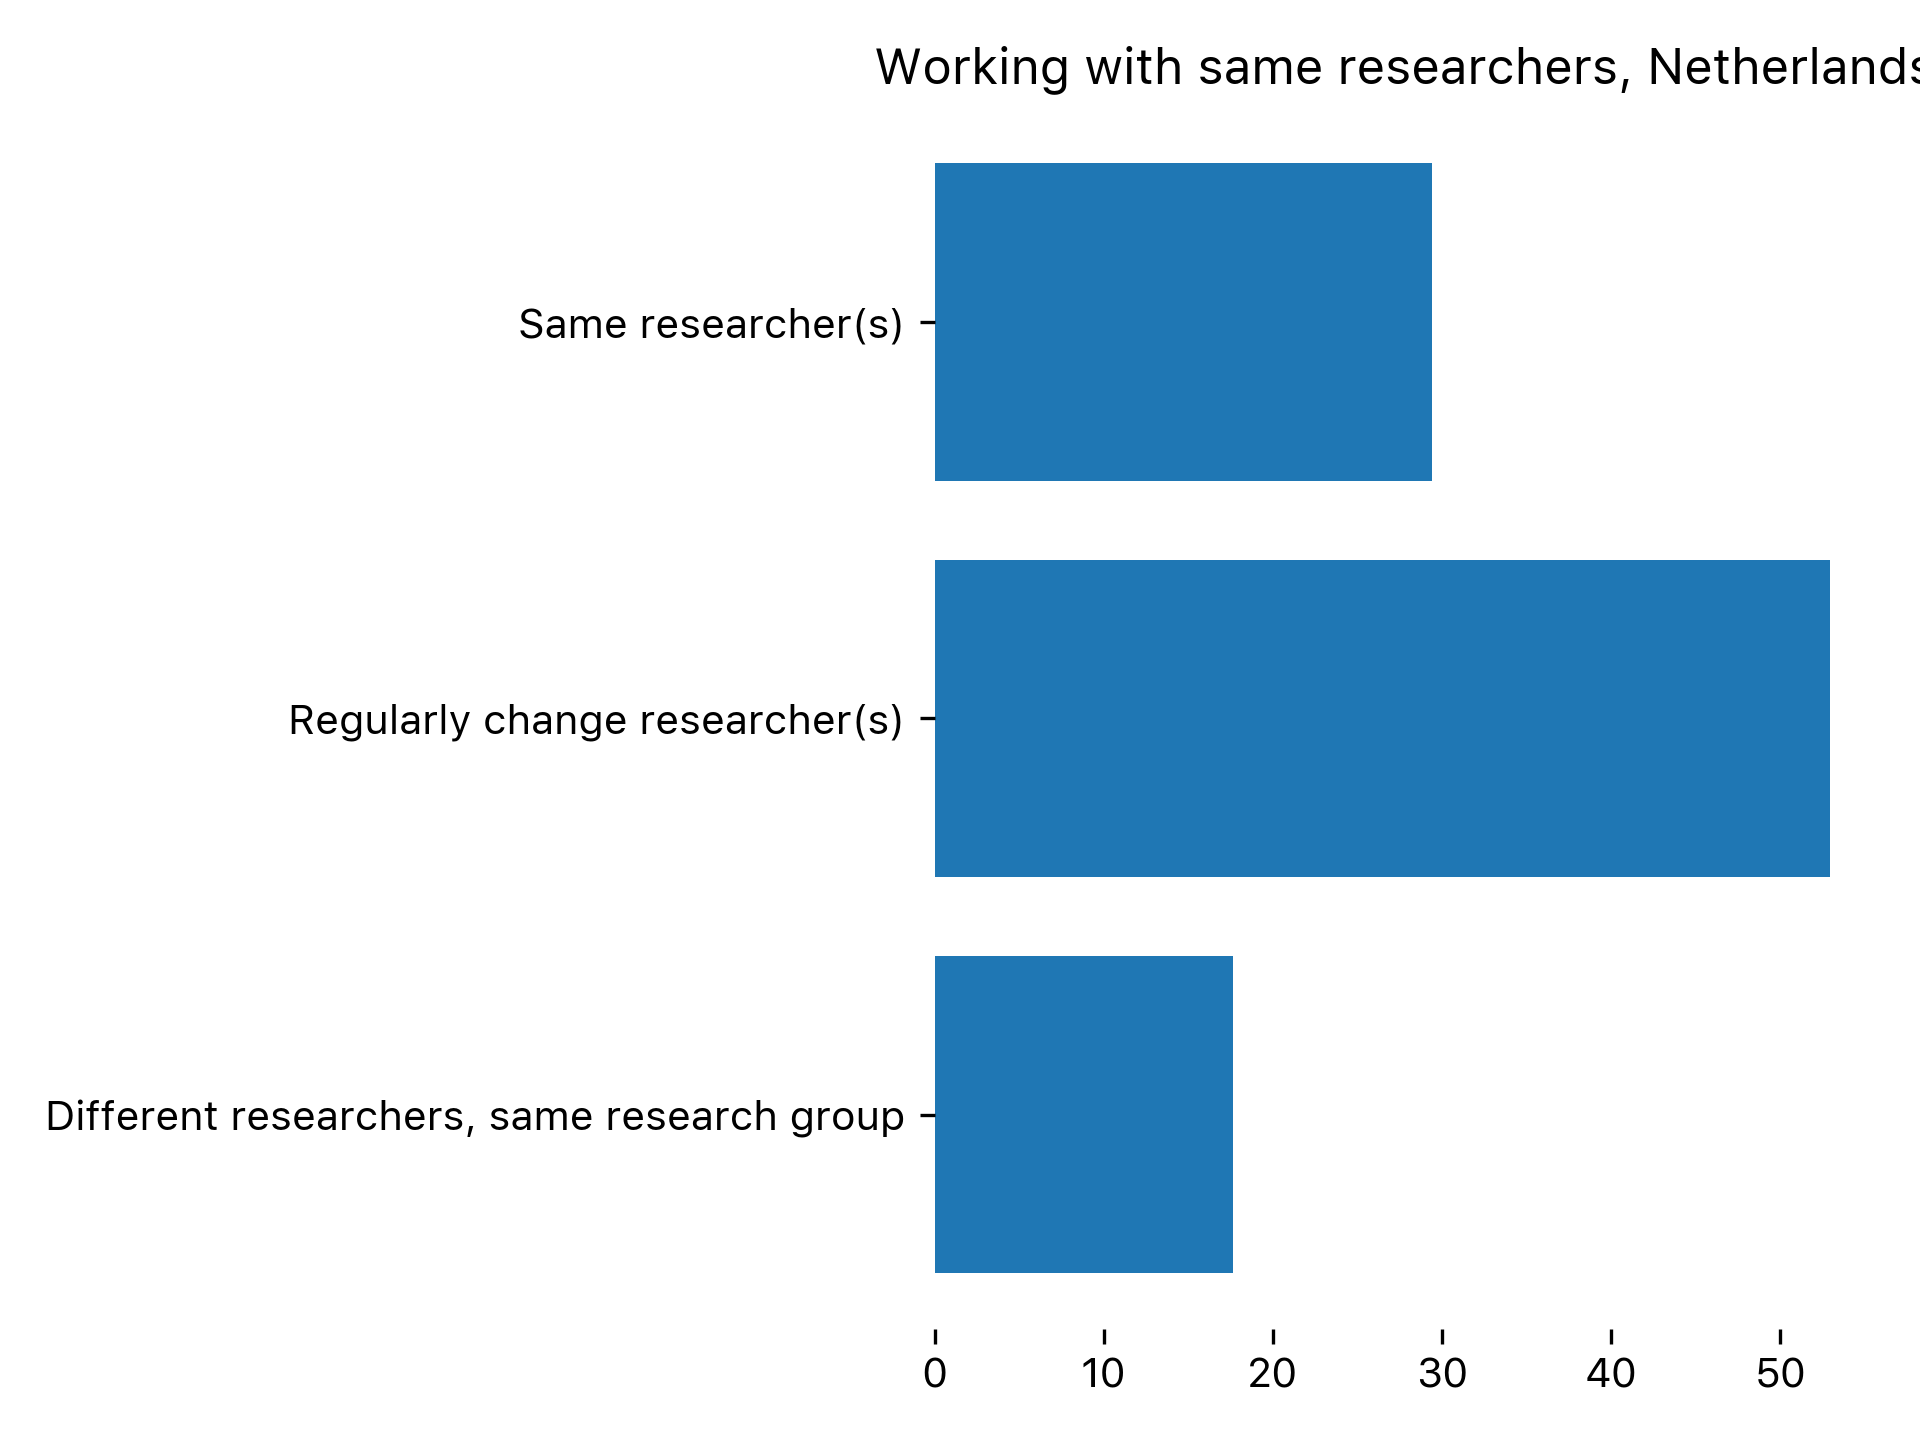 Working with same researchers, Netherlands
Same researcher(s)
Regularly change researcher(s)
Different researchers, same research group
0 10 20 30 40 50